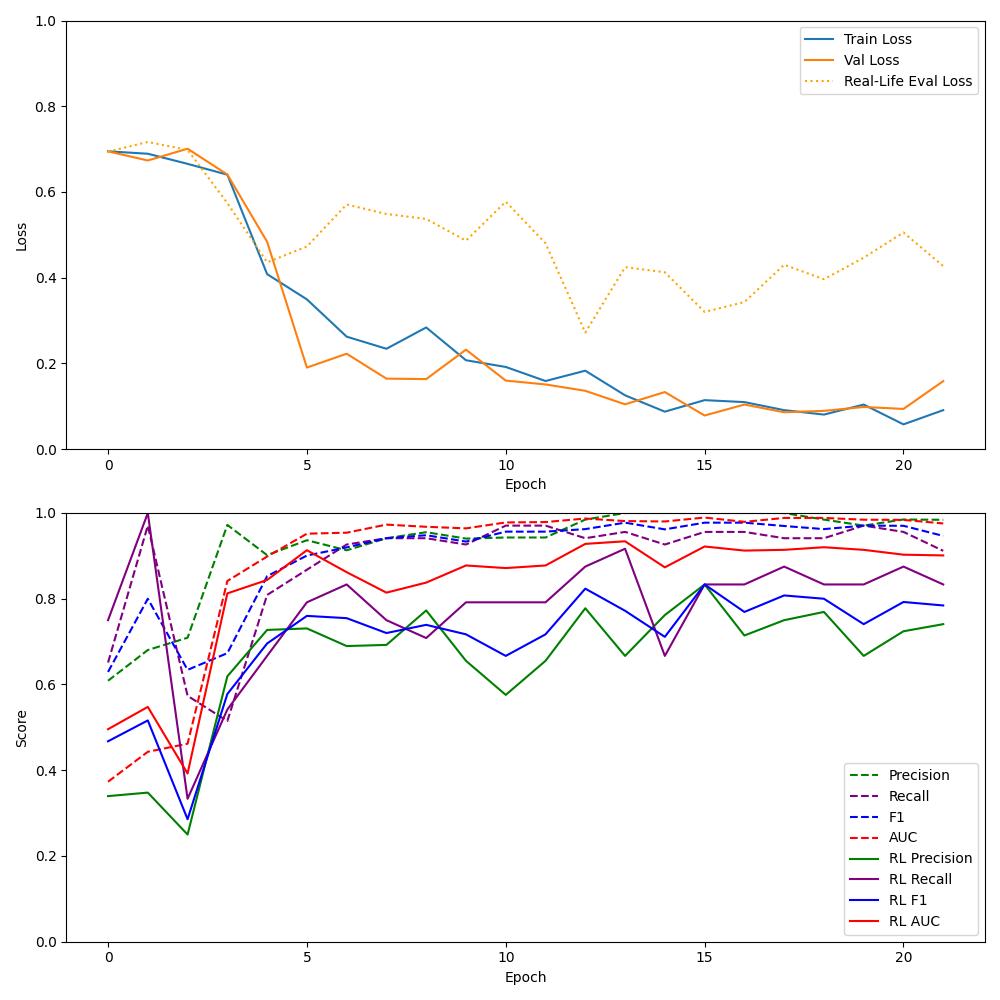 1.0
0.8
0.6
0.4
0.2
0.0
Loss
Train Loss
Val Loss
Real-Life Eval Loss
0 5 10 15 20
Epoch
1.0
0.8
0.6
0.4
0.2
0.0
Score
Precision
Recall
F1
AUC
RL Precision
RL Recall
RL F1
RL AUC
0 5 10 15 20
Epoch